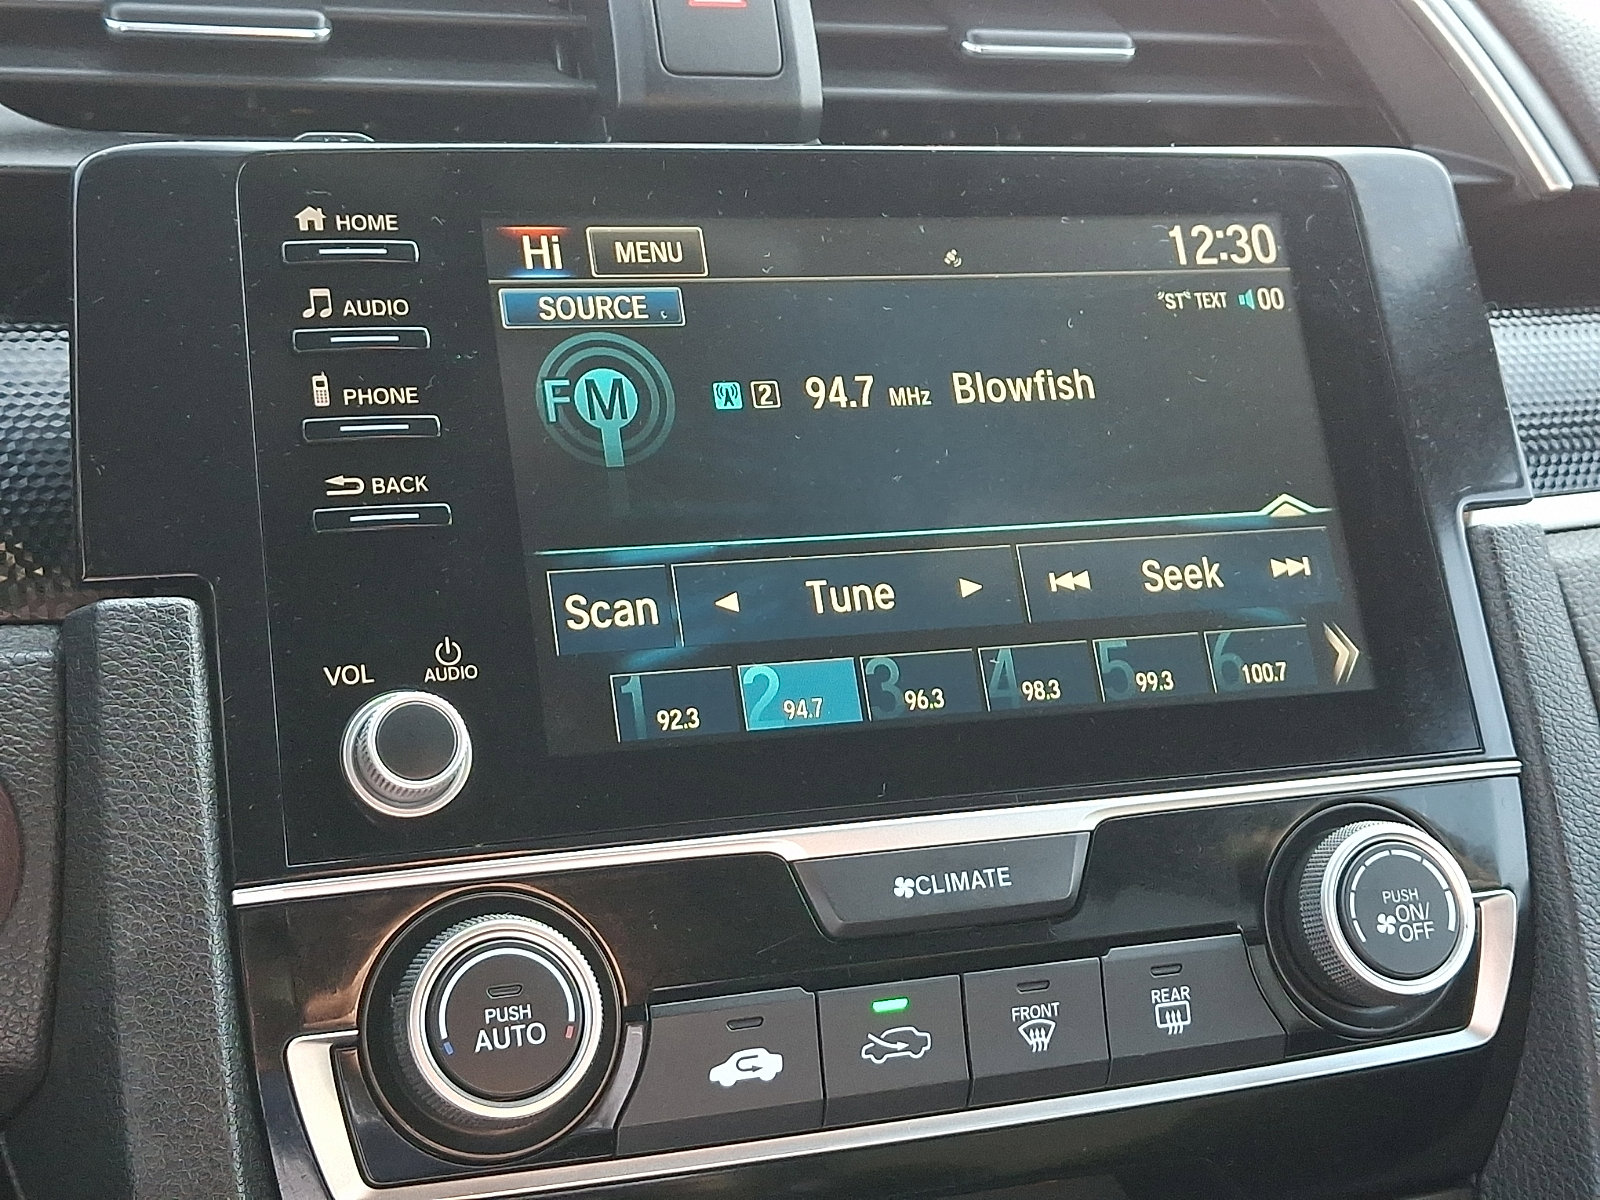 HOME
AUDIO
PHONE
BACK
VOL
AUDIO
Hi MENU 12:30
SOURCE "ST" TEXT 00
FM 2 94.7 MHz Blowfish
Scan Tune Seek
1 92.3 2 94.7 3 96.3 4 98.3 5 99.3 6 100.7
CLIMATE
PUSH
AUTO
FRONT
REAR
PUSH
ON/
OFF